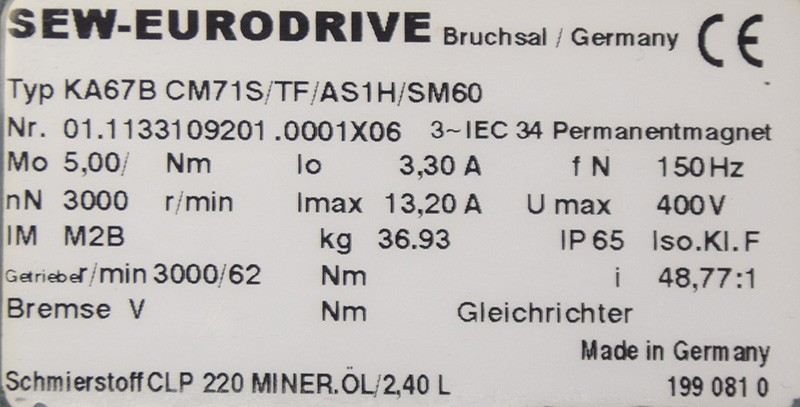 SEW-EURODRIVE Bruchsal / Germany CE
Typ KA67B CM71S/TF/AS1H/SM60
Nr. 01.1133109201.0001X06 3~IEC 34 Permanentmagnet
Mo 5,00/ Nm Io 3,30 A f N 150Hz
nN 3000 r/min Imax 13,20 A U max 400V
IM M2B kg 36.93 IP 65 Iso.Kl. F
Getriebe r/min 3000/62 Nm i 48,77:1
Bremse V Nm Gleichrichter
Made in Germany
Schmierstoff CLP 220 MINER.ÖL/2,40 L 199 081 0